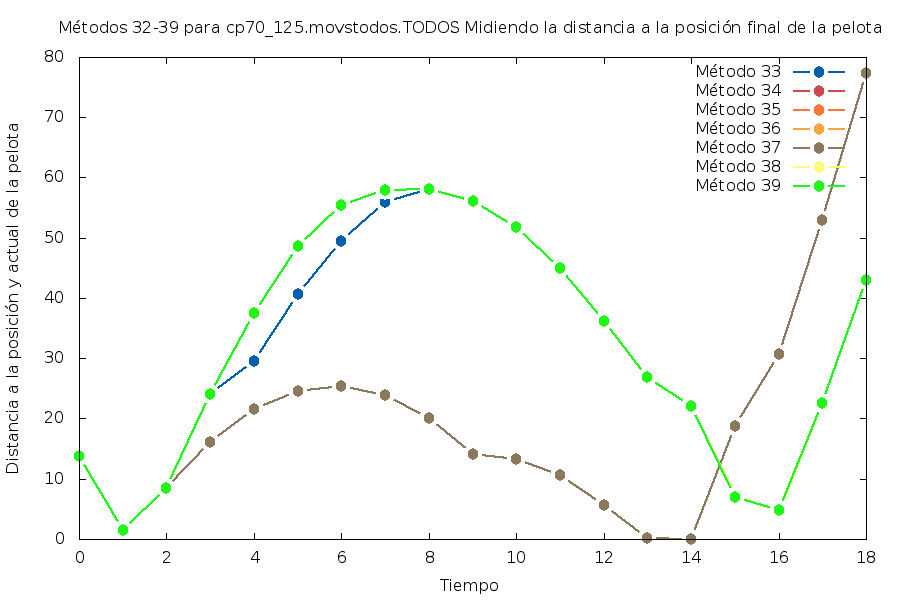 Métodos 32-39 para cp70_125.movstodos.TODOS Midiendo la distancia a la posición final de la pelota
Distancia a la posición y actual de la pelota
80
70
60
50
40
30
20
10
0
Método 33
Método 34
Método 35
Método 36
Método 37
Método 38
Método 39
0 2 4 6 8 10 12 14 16 18
Tiempo